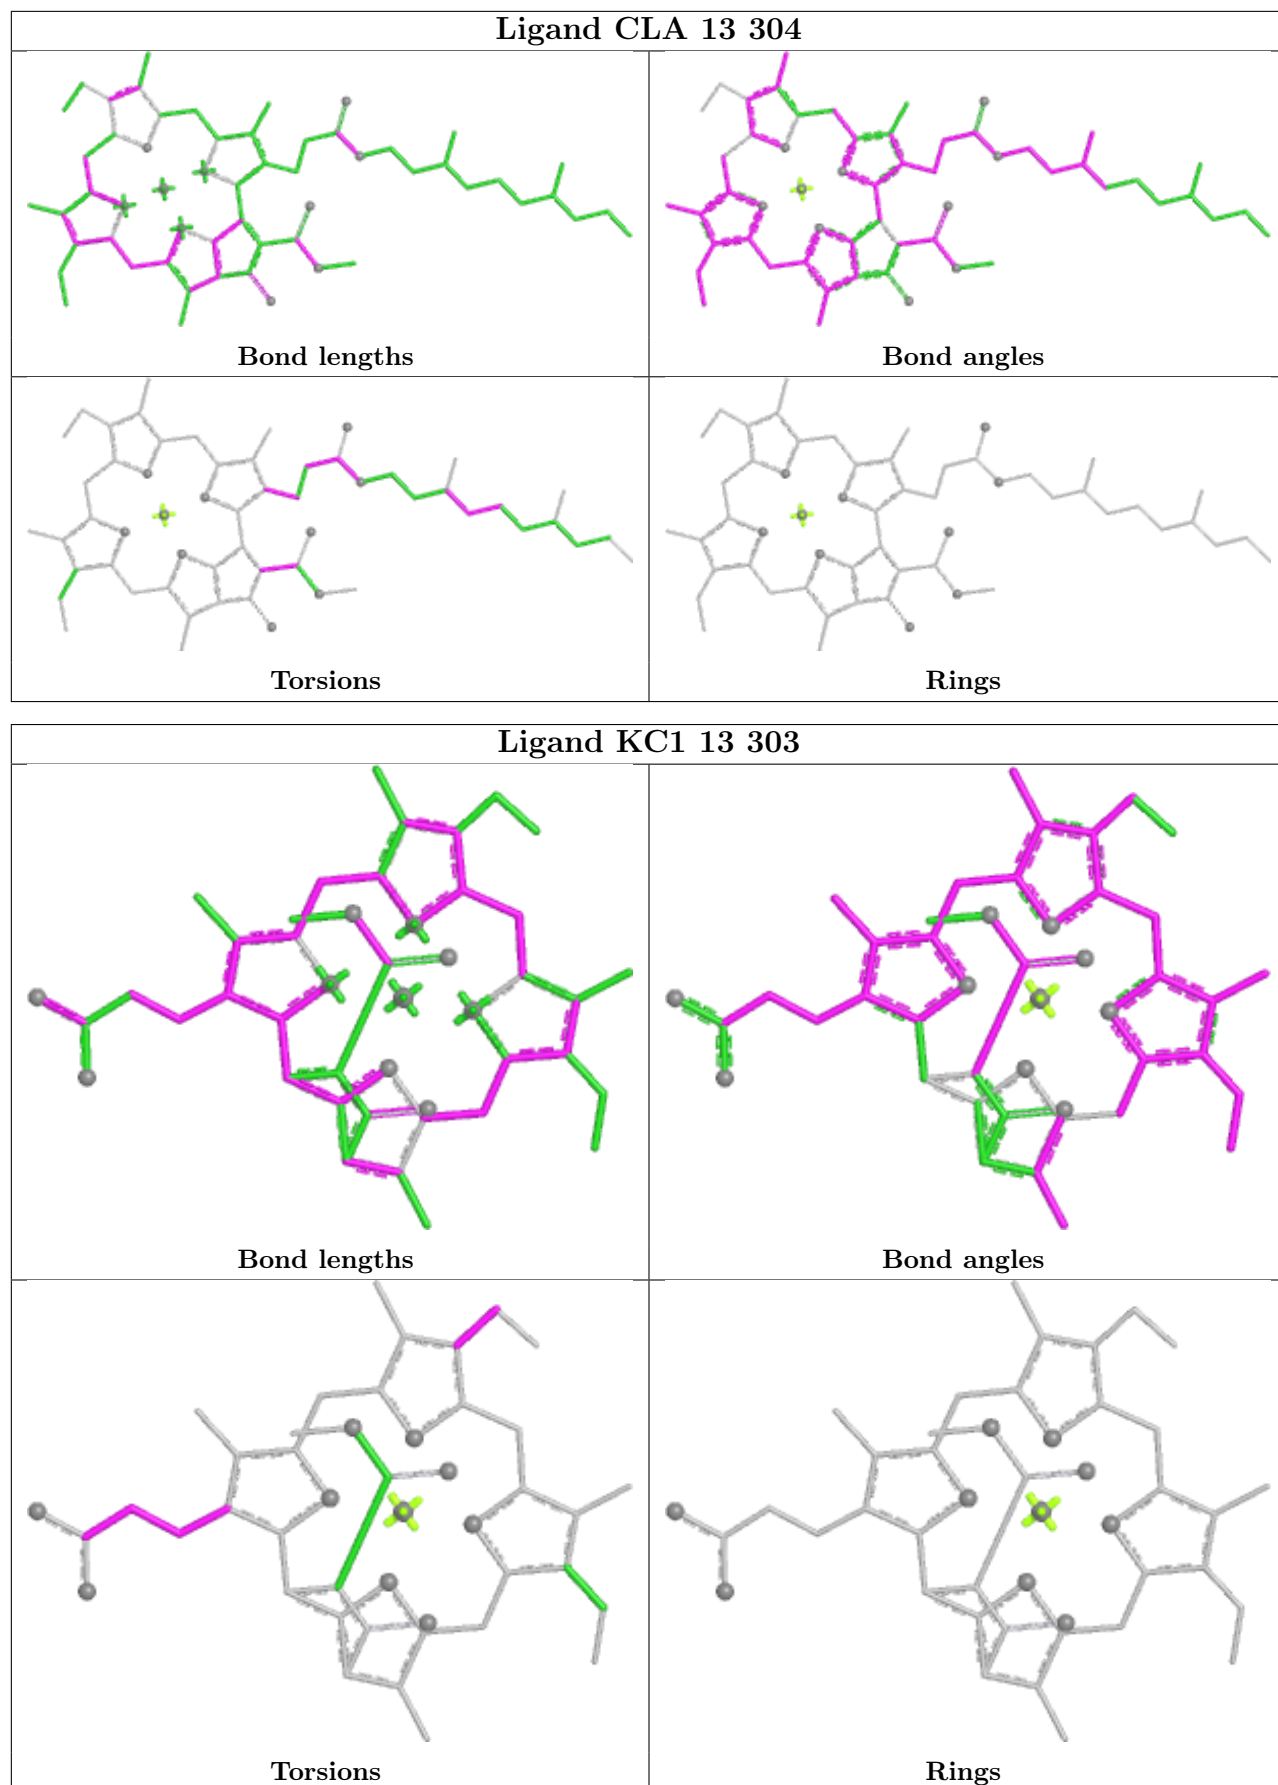 Ligand CLA 13 304
Bond lengths
Bond angles
Torsions
Rings
Ligand KC1 13 303
Bond lengths
Bond angles
Torsions
Rings